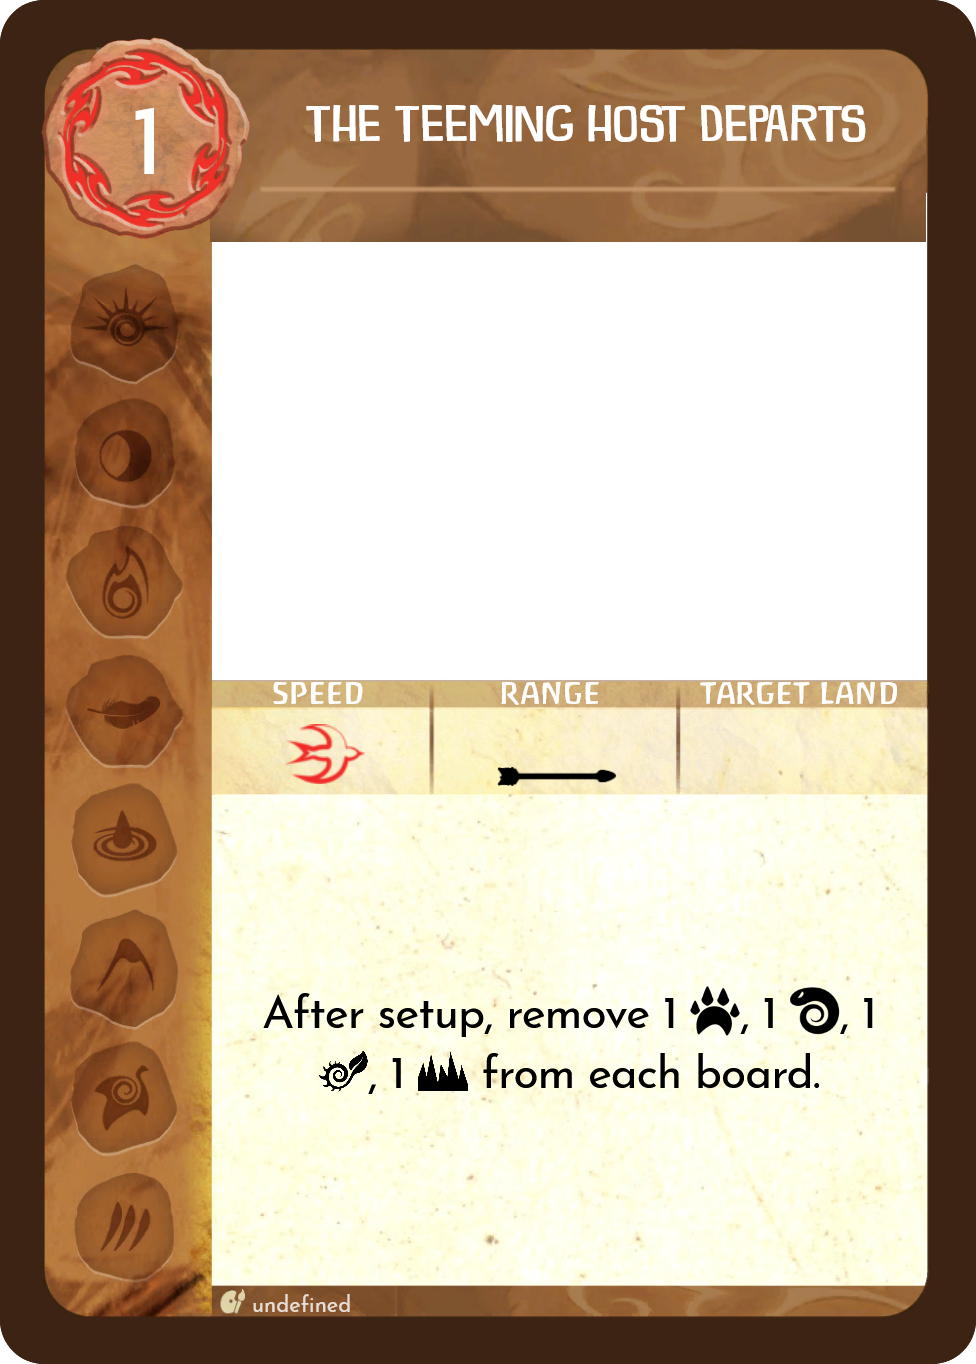 1
THE TEEMING HOST DEPARTS
SPEED RANGE TARGET LAND
After setup, remove 1 , 1 , 1
, 1 from each board.
undefined